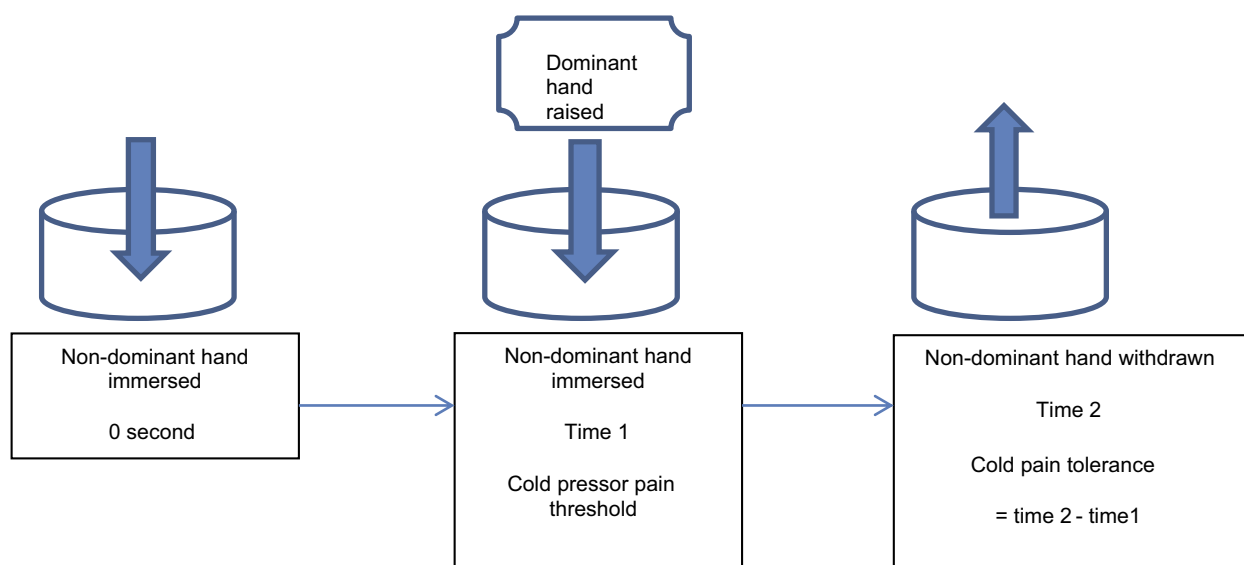 Dominant
hand
raised
Non-dominant hand
immersed
0 second
Non-dominant hand
immersed
Time 1
Cold pressor pain
threshold
Non-dominant hand withdrawn
Time 2
Cold pain tolerance
= time 2 - time1